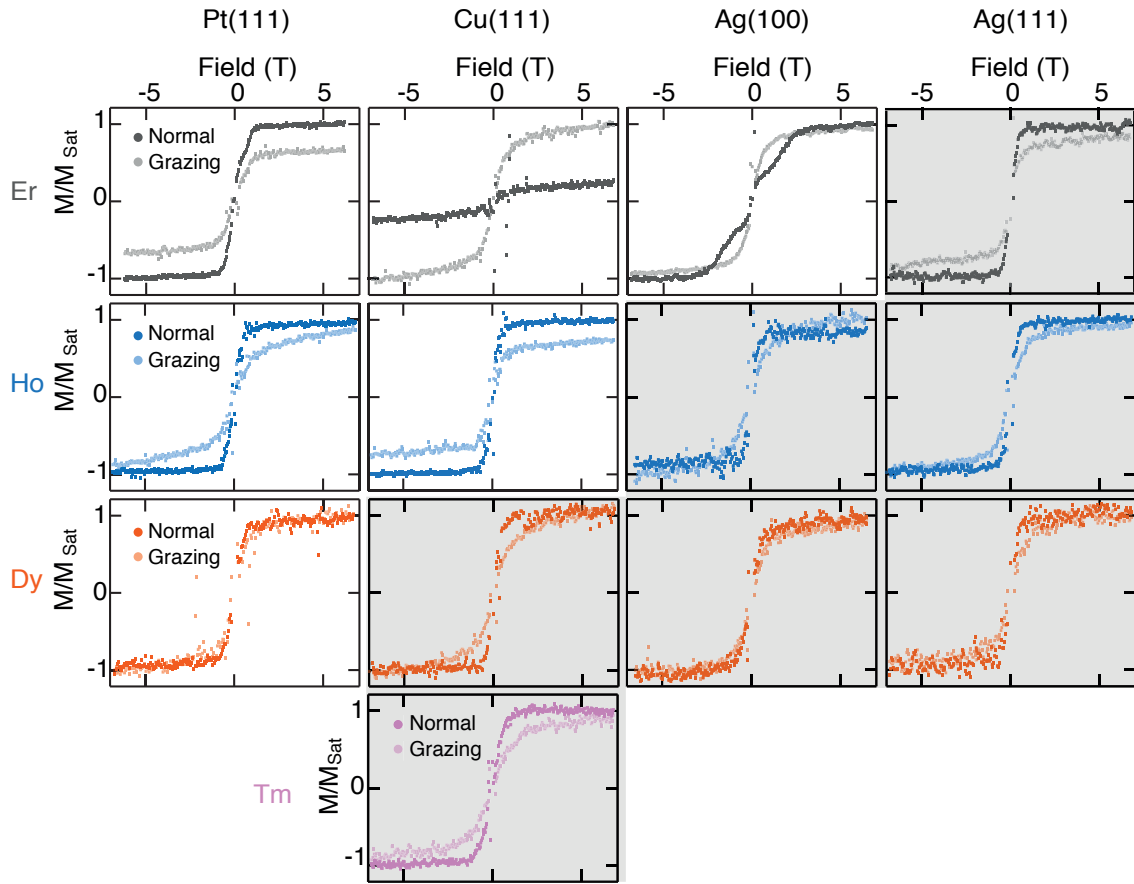 Pt(111) Cu(111) Ag(100) Ag(111)
Field (T) Field (T) Field (T) Field (T)
-5 0 5 -5 0 5 -5 0 5 -5 0 5
Er
M/M Sat
1
0
-1
Normal
Grazing
Ho
M/M Sat
1
0
-1
Normal
Grazing
Dy
M/M Sat
1
0
-1
Normal
Grazing
Tm
M/MSat
1
0
-1
Normal
Grazing